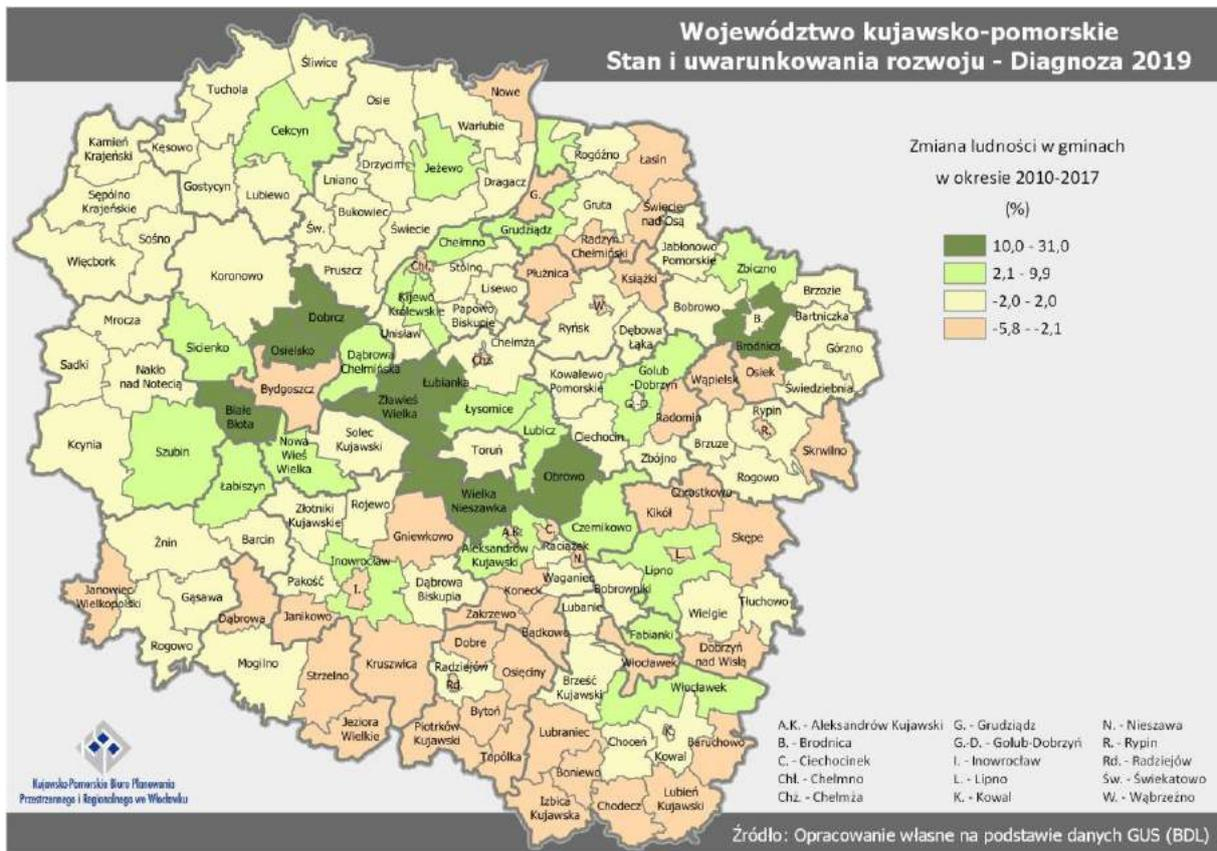 Województwo kujawsko-pomorskie
Stan i uwarunkowania rozwoju - Diagnoza 2019
Zmiana ludności w gminach
w okresie 2010-2017
(%)
10,0 - 31,0
2,1 - 9,9
-2,0 - 2,0
-5,8 - -2,1
Śliwice
Tuchola
Osie
Nowe
Cekcyn
Warlubie
Kamień
Krajeński
Kęsowo
Jeżewo
Rogóźno
Łasin
Drzycim
Lniano
Dragacz
G.
Gostycyn
Lubiewo
Sępólno
Krajeńskie
Bukowiec
Gruta
Świecie
nad Osą
Św.
Świecie
Grudziądz
Sośno
Chełmno
Radzyń
Chełmiński
Jabłonowo
Pomorskie
Więcbork
Koronowo
Pruszcz
Chł.
Stolno
Płużnica
Książki
Zbiczno
Lisewo
Kijewo
Królewskie
Brzozie
Bobrowo
Bartniczka
Mrocza
Dobrcz
Papowo
Biskupie
W.
B.
Unisław
Ryńsk
Dębowa
Łąka
Sicienko
Osielsko
Dąbrowa
Chełmińska
Chełmża
Brodnica
Górzno
Sadki
Nakło
nad Notecią
Chż.
Kowalewo
Pomorskie
Golub
-Dobrzyń
Wąpielsk
Osiek
Świedziebnia
Bydgoszcz
Łubianka
Białe
Błota
Zławieś
Wielka
Łysomice
G.-D.
Radomin
Rypin
R.
Kcynia
Solec
Kujawski
Lubicz
Ciechocin
Brzuze
Szubin
Nowa
Wieś
Wielka
Toruń
Zbójno
Skrwilno
Łabiszyn
Obrowo
Rogowo
Wielka
Nieszawka
Złotniki
Kujawskie
Rojewo
Chrostkowo
Kikół
Gniewkowo
Czernikowo
Żnin
Barcin
A.K.
C.
Raciążek
Skępe
Inowrocław
Aleksandrów
Kujawski
N.
L.
Lipno
Pakość
Dąbrowa
Biskupia
Waganiec
Bobrowniki
Janowiec
Wielkopolski
Gąsawa
I.
Koneck
Tłuchowo
Wielgie
Dąbrowa
Janikowo
Zakrzewo
Lubanie
Bądkowo
Fabianki
Rogowo
Dobre
Dobrzyń
nad Wisłą
Mogilno
Kruszwica
Włocławek
Strzelno
Radziejów
Rd.
Osięciny
Brześć
Kujawski
Włocławek
Bytoń
Jeziora
Wielkie
Piotrków
Kujawski
Lubraniec
Choceń
K.
Kowal
Baruchowo
Topólka
Boniewo
Izbica
Kujawska
Chodecz
Lubień
Kujawski
A.K. - Aleksandrów Kujawski
B. - Brodnica
C. - Ciechocinek
Chł. - Chełmno
Chż. - Chełmża
G. - Grudziądz
G.-D. - Golub-Dobrzyń
I. - Inowrocław
L. - Lipno
K. - Kowal
N. - Nieszawa
R. - Rypin
Rd. - Radziejów
Św. - Świekatowo
W. - Wąbrzeźno
Kujawsko-Pomorskie Biuro Planowania
Przestrzennego i Regionalnego we Włocławku
Źródło: Opracowanie własne na podstawie danych GUS (BDL)